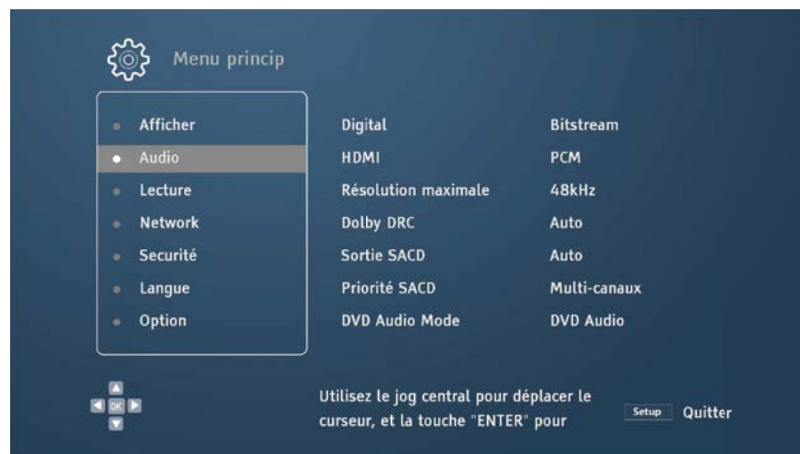 Menu princip
Afficher Digital Bitstream
Audio HDMI PCM
Lecture Résolution maximale 48kHz
Network Dolby DRC Auto
Securité Sortie SACD Auto
Langue Priorité SACD Multi-canaux
Option DVD Audio Mode DVD Audio
OK
Utilisez le jog central pour déplacer le
curseur, et la touche "ENTER" pour
Setup Quitter